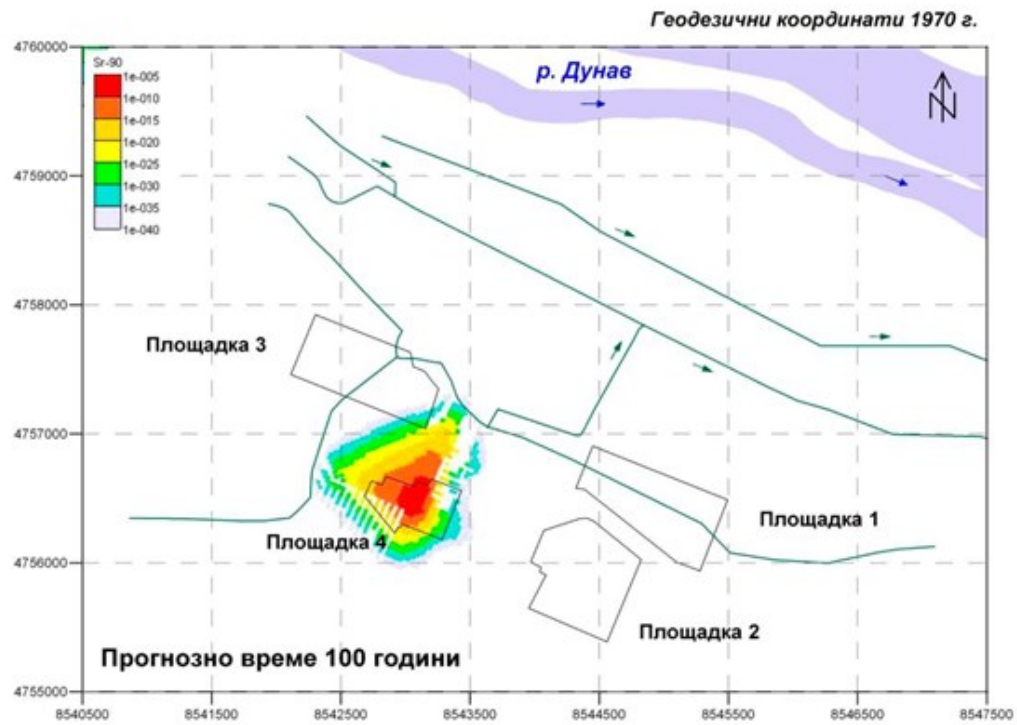 Геодезични координати 1970 г.
4760000
Sr-90
1e-005
1e-010
1e-015
1e-020
1e-025
1e-030
1e-035
1e-040
р. Дунав
N
4759000
4758000
Площадка 3
4757000
Площадка 1
Площадка 4
4756000
Площадка 2
Прогнозно време 100 години
4755000
8540500 8541500 8542500 8543500 8544500 8545500 8546500 8547500